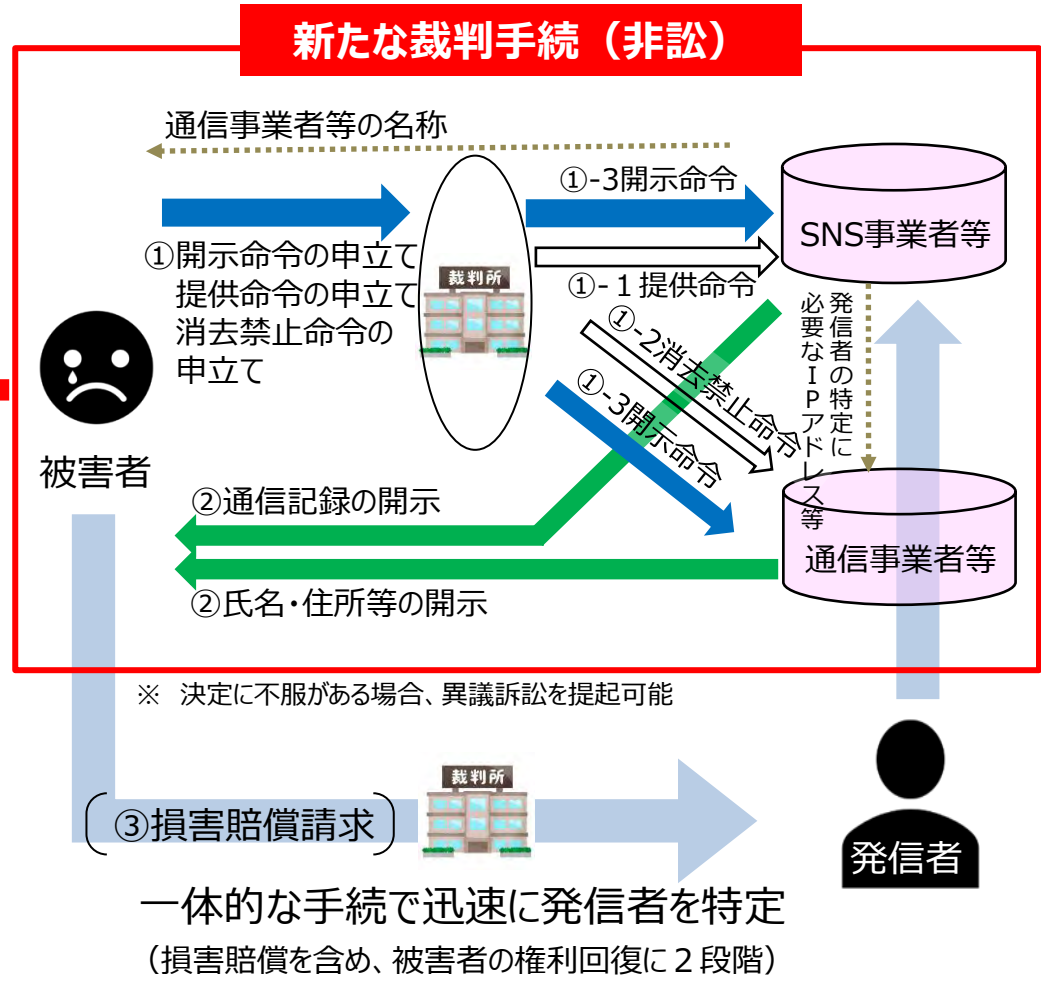 新たな裁判手続（非訟）
通信事業者等の名称
①-3開示命令
SNS事業者等
①開示命令の申立て
提供命令の申立て
消去禁止命令の
申立て
裁判所
①-１提供命令
①-2消去禁止命令
①-3開示命令
発信者の特定に
必要なＩＰアドレス等
被害者
②通信記録の開示
通信事業者等
②氏名・住所等の開示
※　決定に不服がある場合、異議訴訟を提起可能
裁判所
③損害賠償請求
発信者
一体的な手続で迅速に発信者を特定
（損害賠償を含め、被害者の権利回復に２段階）